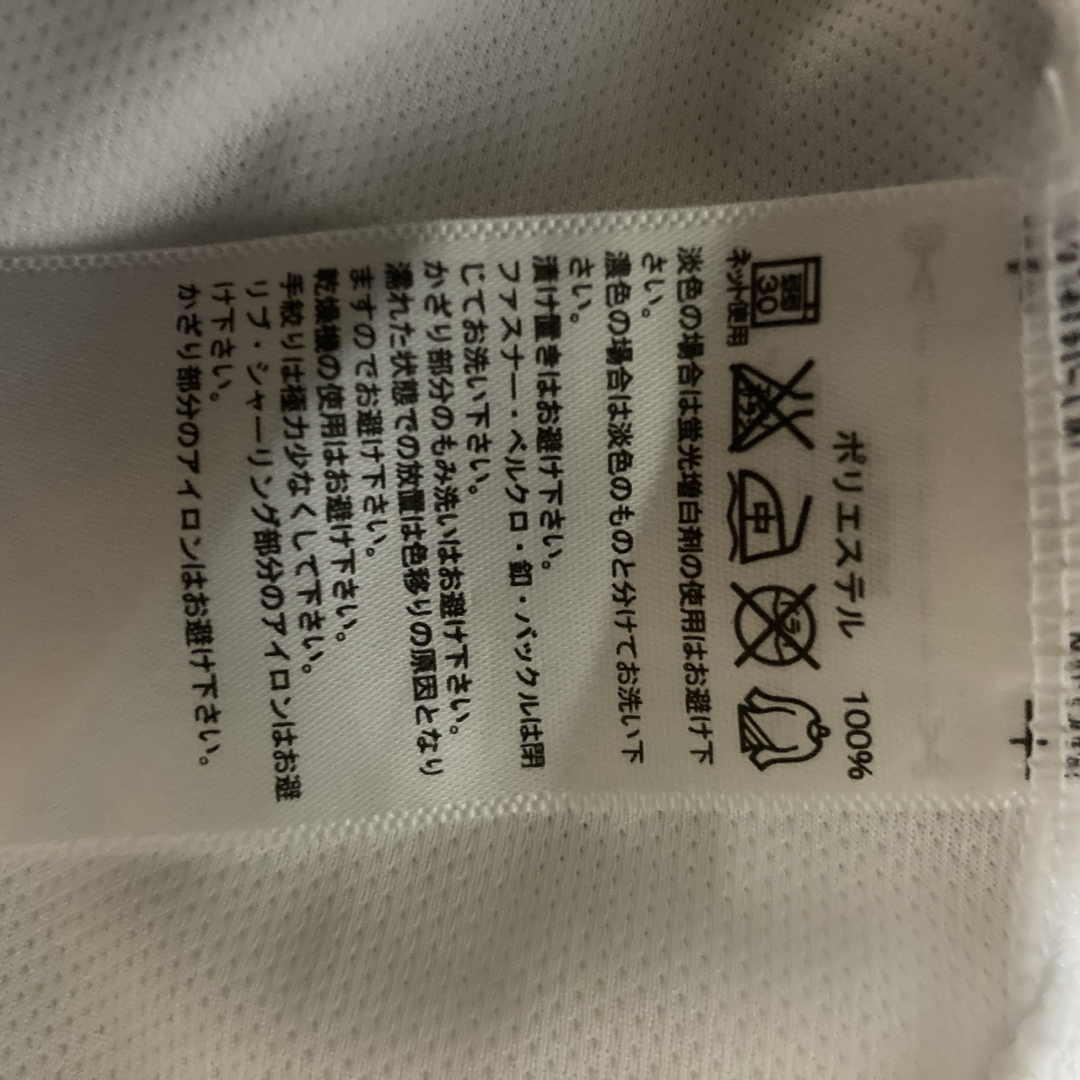 ポリエステル 100%
30
中
ネット使用
淡色の場合は蛍光増白剤の使用はお避け下
さい。
濃色の場合は淡色のものと分けてお洗い下
さい。
漬け置きはお避け下さい。
ファスナー・ベルクロ・釦・バックルは閉
じてお洗い下さい。
かざり部分のもみ洗いはお避け下さい。
濡れた状態での放置は色移りの原因となり
ますのでお避け下さい。
乾燥機の使用はお避け下さい。
手絞りは極力少なくして下さい。
リブ・シャーリング部分のアイロンはお避
け下さい。
かざり部分のアイロンはお避け下さい。